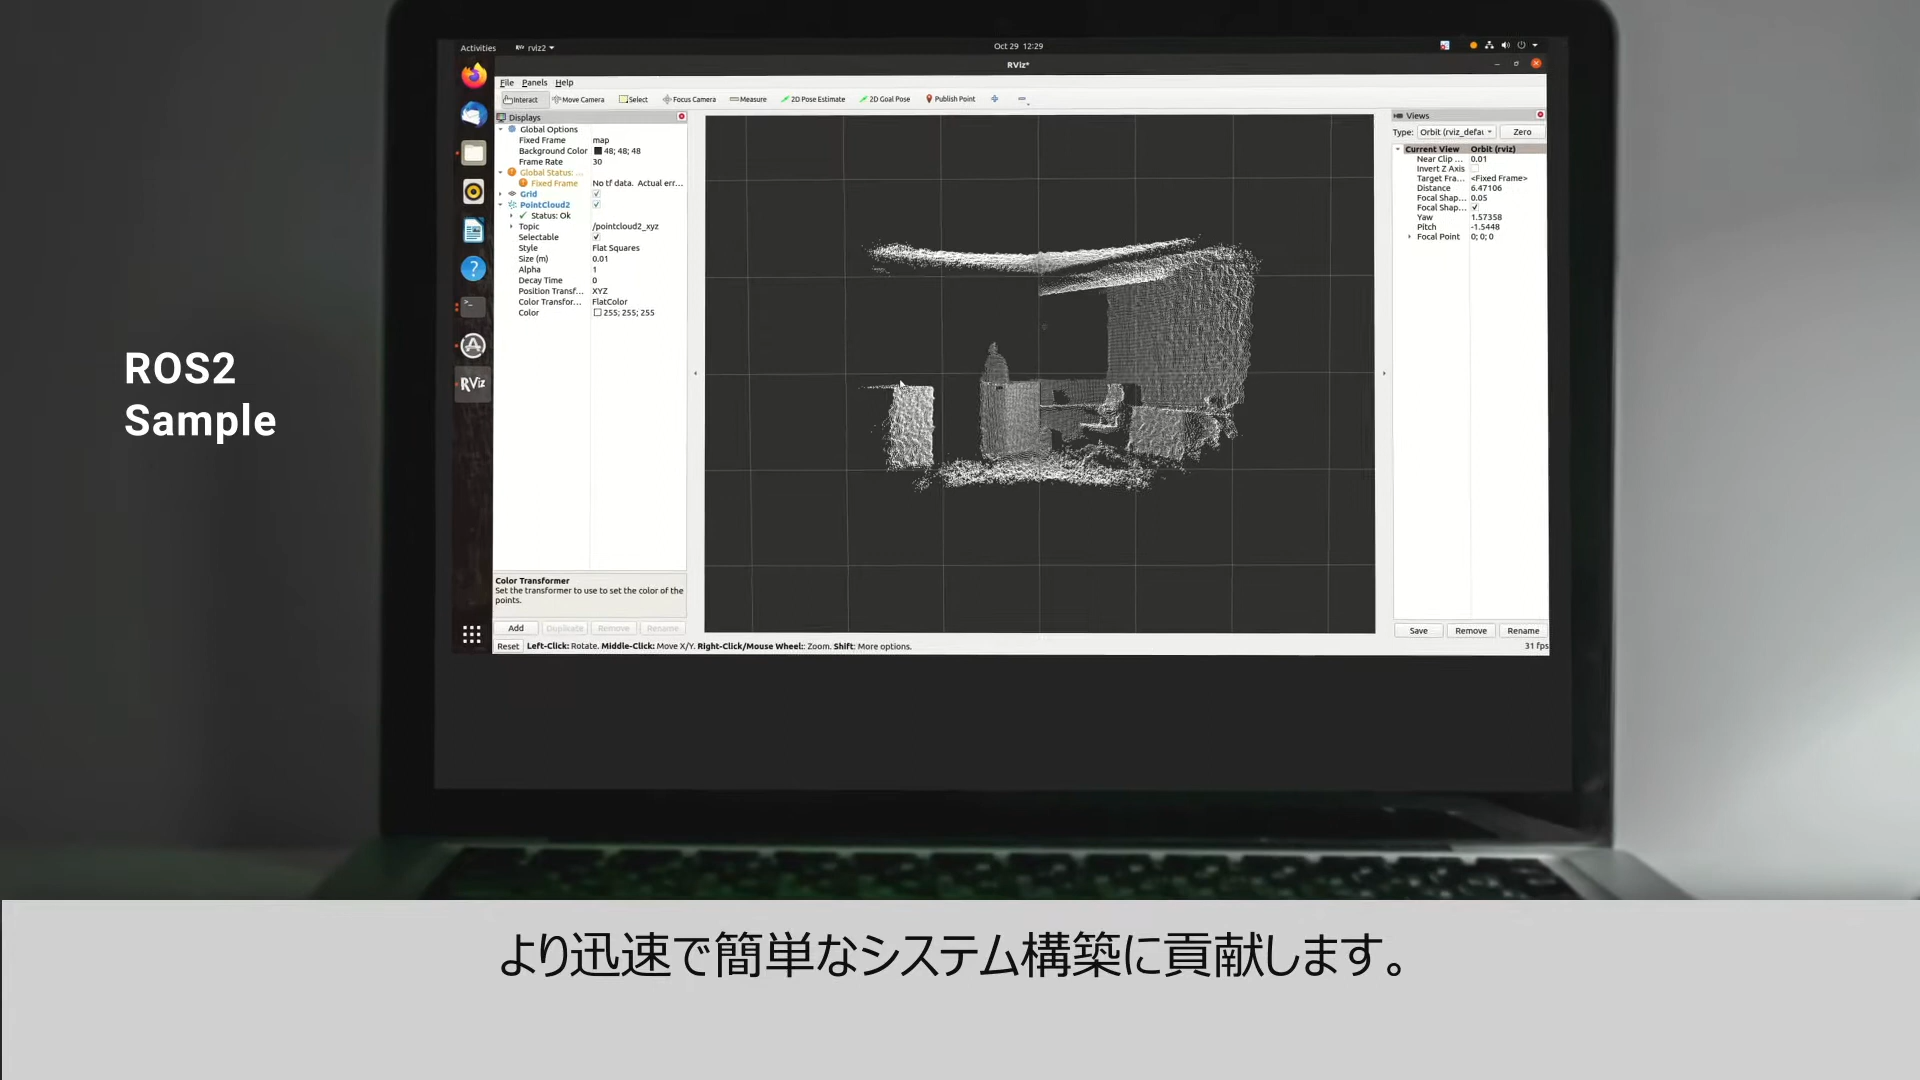 Activities
rviz2
Oct 29 12:29
RViz*
File Panels Help
Interact Move Camera Select Focus Camera Measure 2D Pose Estimate 2D Goal Pose Publish Point
Displays
Global Options
Fixed Frame map
Background Color 48; 48; 48
Frame Rate 30
Global Status: ...
Fixed Frame No tf data. Actual err...
Grid
PointCloud2
Status: Ok
Topic /pointcloud2_xyz
Selectable
Style Flat Squares
Size (m) 0.01
Alpha 1
Decay Time 0
Position Transf... XYZ
Color Transfor... FlatColor
Color 255; 255; 255
Color Transformer
Set the transformer to use to set the color of the
points.
Add Duplicate Remove Rename
Reset Left-Click: Rotate. Middle-Click: Move X/Y. Right-Click/Mouse Wheel:: Zoom. Shift: More options.
31 fps
Views
Type: Orbit (rviz_defau Zero
Current View Orbit (rviz)
Near Clip ... 0.01
Invert Z Axis
Target Fra... <Fixed Frame>
Distance 6.47106
Focal Shap... 0.05
Focal Shap...
Yaw 1.57358
Pitch -1.5448
Focal Point 0; 0; 0
Save Remove Rename
RViz
ROS2
Sample
より迅速で簡単なシステム構築に貢献します。